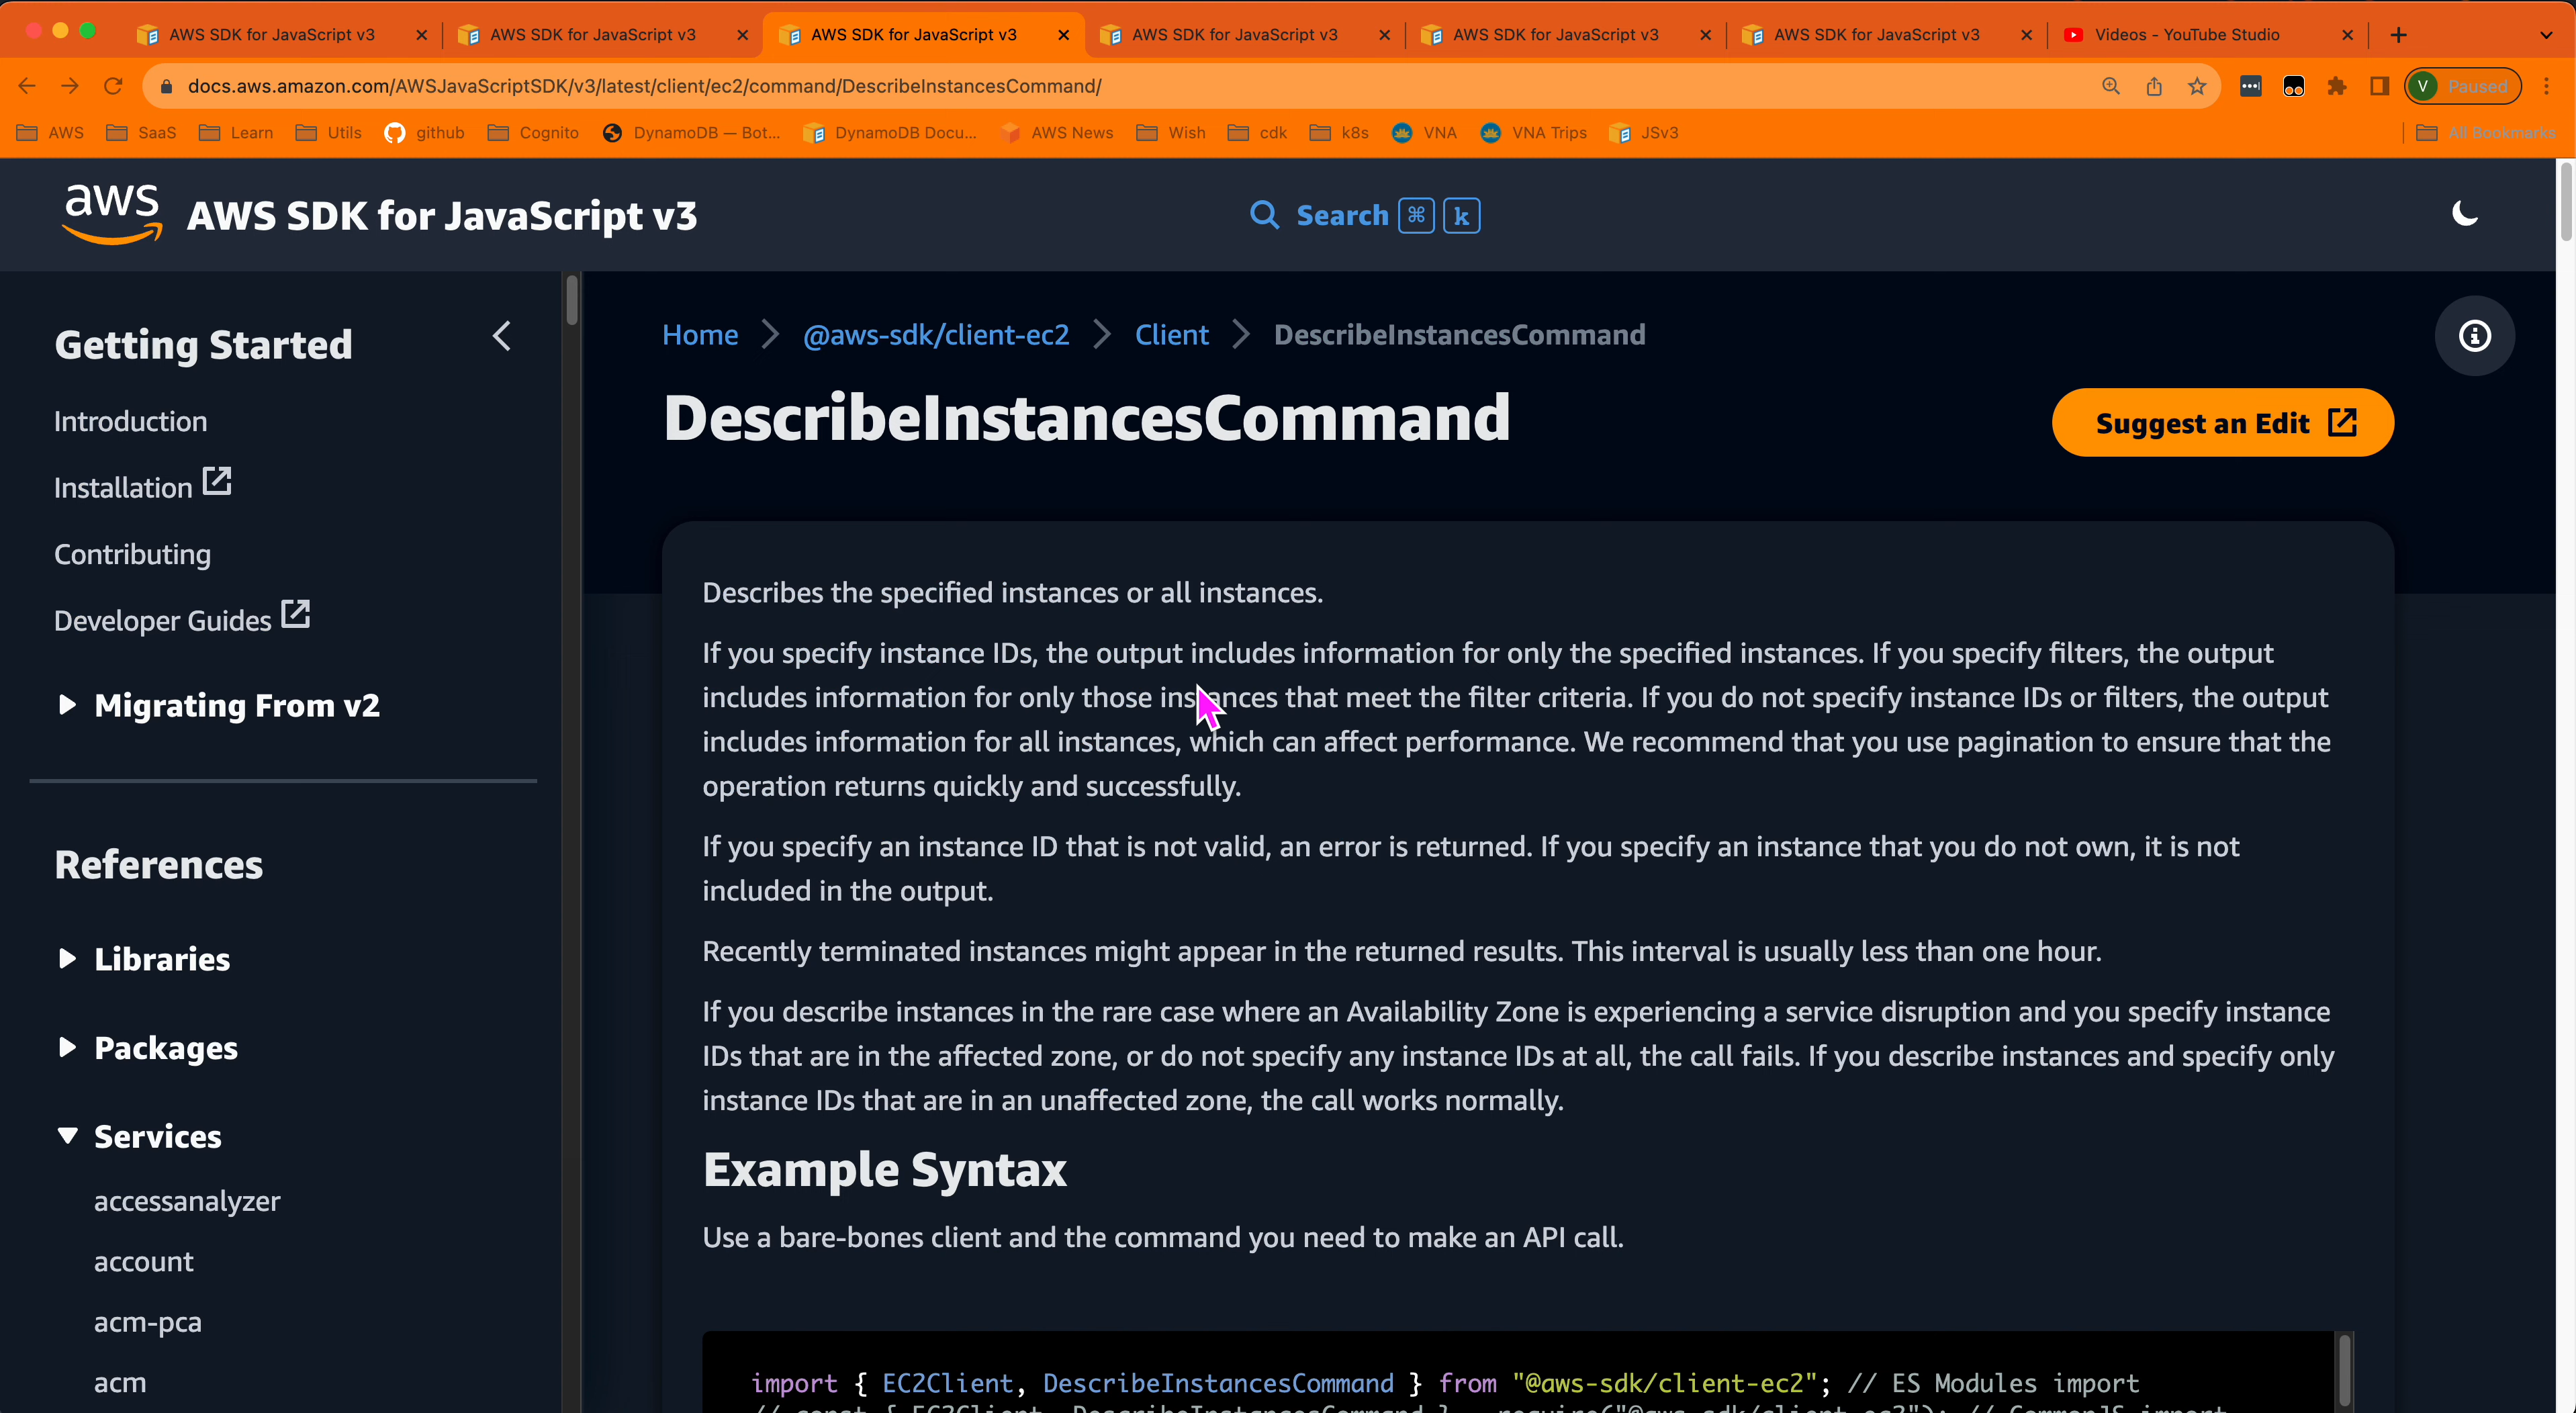 AWS SDK for JavaScript v3
AWS SDK for JavaScript v3
AWS SDK for JavaScript v3
AWS SDK for JavaScript v3
AWS SDK for JavaScript v3
AWS SDK for JavaScript v3
Videos - YouTube Studio
docs.aws.amazon.com/AWSJavaScriptSDK/v3/latest/client/ec2/command/DescribeInstancesCommand/
V Paused
AWS
SaaS
Learn
Utils
github
Cognito
DynamoDB — Bot...
DynamoDB Docu...
AWS News
Wish
cdk
k8s
VNA
VNA Trips
JSv3
All Bookmarks
aws
AWS SDK for JavaScript v3
Search ⌘ k
Getting Started
Introduction
Installation
Contributing
Developer Guides
Migrating From v2
References
Libraries
Packages
Services
accessanalyzer
account
acm-pca
acm
Home > @aws-sdk/client-ec2 > Client > DescribeInstancesCommand
DescribeInstancesCommand
Suggest an Edit
Describes the specified instances or all instances.
If you specify instance IDs, the output includes information for only the specified instances. If you specify filters, the output
includes information for only those instances that meet the filter criteria. If you do not specify instance IDs or filters, the output
includes information for all instances, which can affect performance. We recommend that you use pagination to ensure that the
operation returns quickly and successfully.
If you specify an instance ID that is not valid, an error is returned. If you specify an instance that you do not own, it is not
included in the output.
Recently terminated instances might appear in the returned results. This interval is usually less than one hour.
If you describe instances in the rare case where an Availability Zone is experiencing a service disruption and you specify instance
IDs that are in the affected zone, or do not specify any instance IDs at all, the call fails. If you describe instances and specify only
instance IDs that are in an unaffected zone, the call works normally.
Example Syntax
Use a bare-bones client and the command you need to make an API call.
import { EC2Client, DescribeInstancesCommand } from "@aws-sdk/client-ec2"; // ES Modules import
// const { EC2Client, DescribeInstancesCommand } = require("@aws-sdk/client-ec2"); // CommonJS import